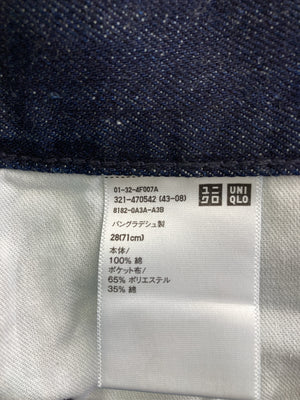 01-32-4F007A
321-470542 (43-08)
8182-0A3A-A3B
ユニ
クロ
UNI
QLO
バングラデシュ製
28(71cm)
本体/
100% 綿
ポケット布/
65% ポリエステル
35% 綿